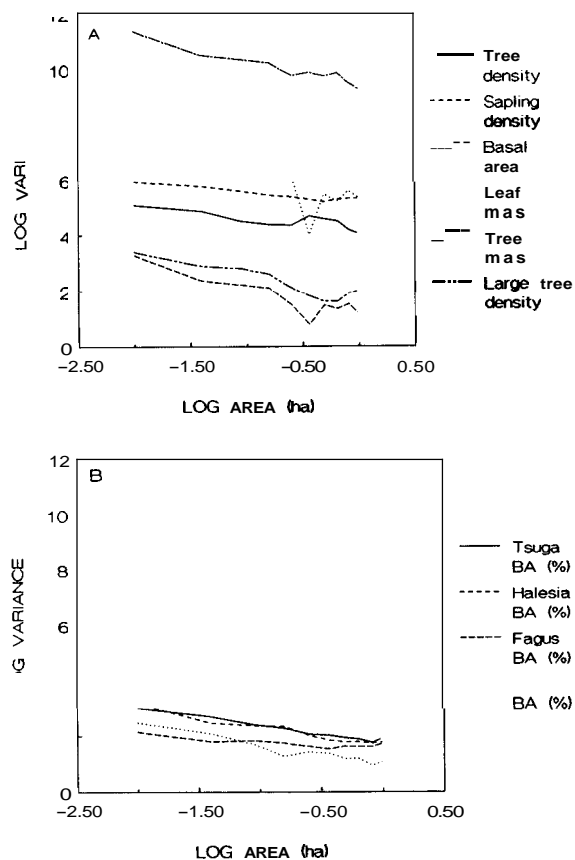 12
A
10
LOG VARI
6
4
2
0
-2.50
-1.50
-0.50
0.50
LOG AREA (ha)
Tree
density
Sapling
density
Basal
area
Leaf
mas
Tree
mas
Large tree
density
12
B
10
8
6
G VARIANCE
2
0
-2.50
-1.50
-0.50
0.50
LOG AREA (ha)
Tsuga
BA (%)
Halesia
BA (%)
Fagus
BA (%)
BA (%)